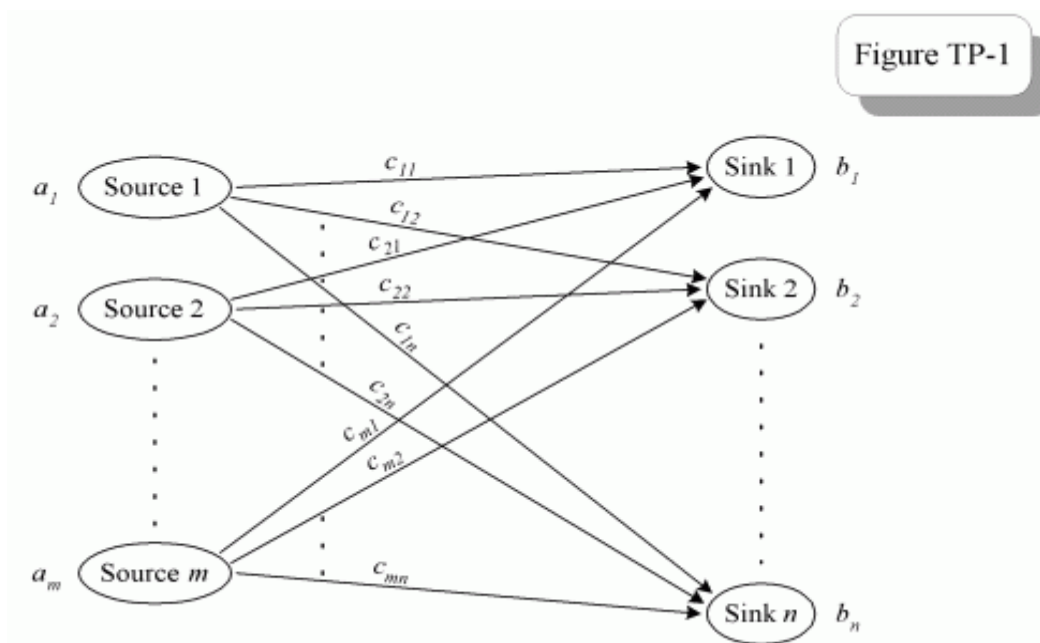 Figure TP-1
a1 Source 1 c11 Sink 1 b1
c12
c21
a2 Source 2 c22 Sink 2 b2
c1n
c2n
cm1
cm2
am Source m cmn Sink n bn